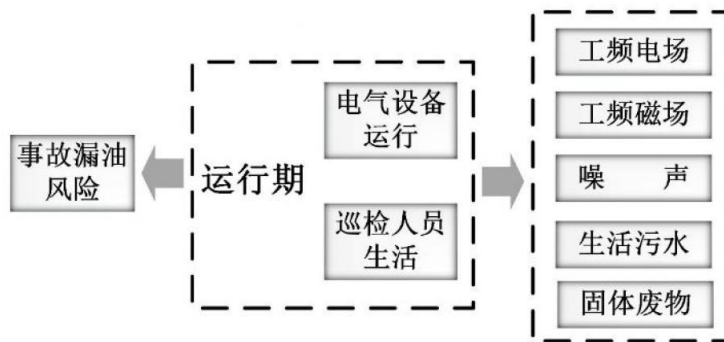 事故漏油
风险
运行期
电气设备
运行
巡检人员
生活
工频电场
工频磁场
噪 声
生活污水
固体废物